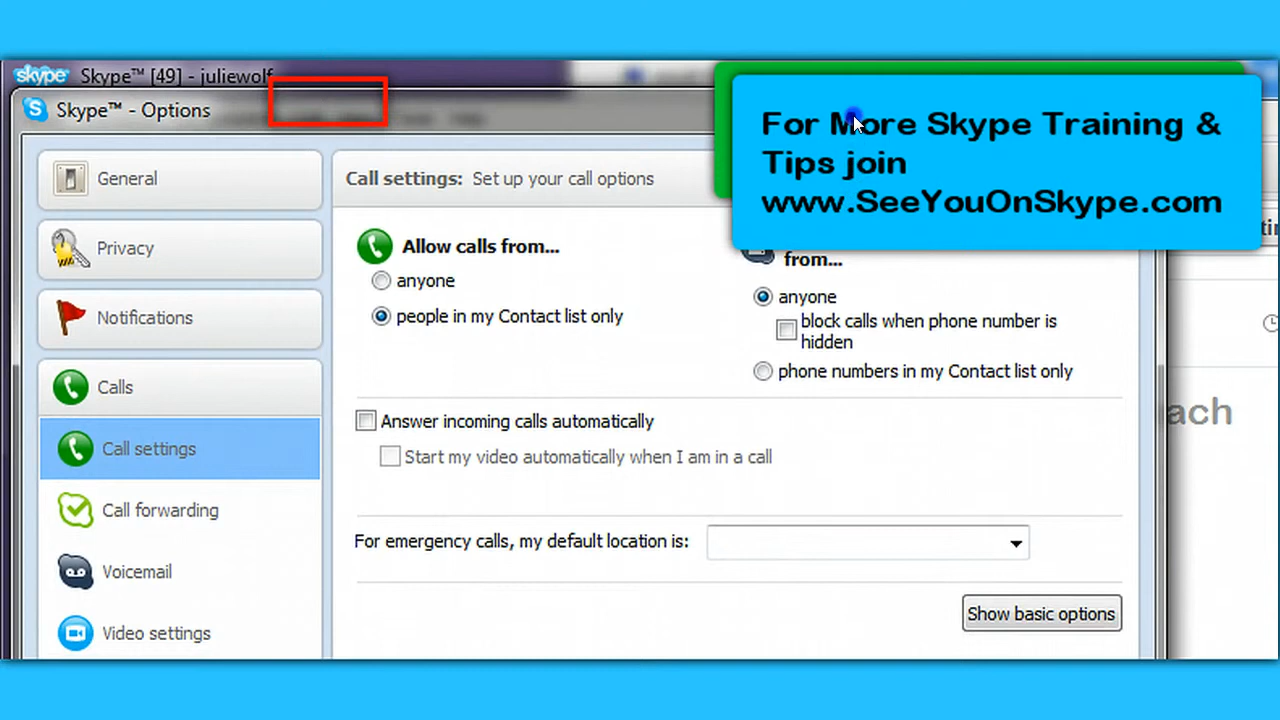 skype Skype™ [49] - juliewolf
Skype™ - Options
Help
For More Skype Training &
Tips join
www.SeeYouOnSkype.com
General
Privacy
Notifications
Calls
Call settings
Call forwarding
Voicemail
Video settings
Call settings: Set up your call options
Allow calls from...
anyone
people in my Contact list only
from...
anyone
block calls when phone number is
hidden
phone numbers in my Contact list only
Answer incoming calls automatically
Start my video automatically when I am in a call
For emergency calls, my default location is:
Show basic options
ach